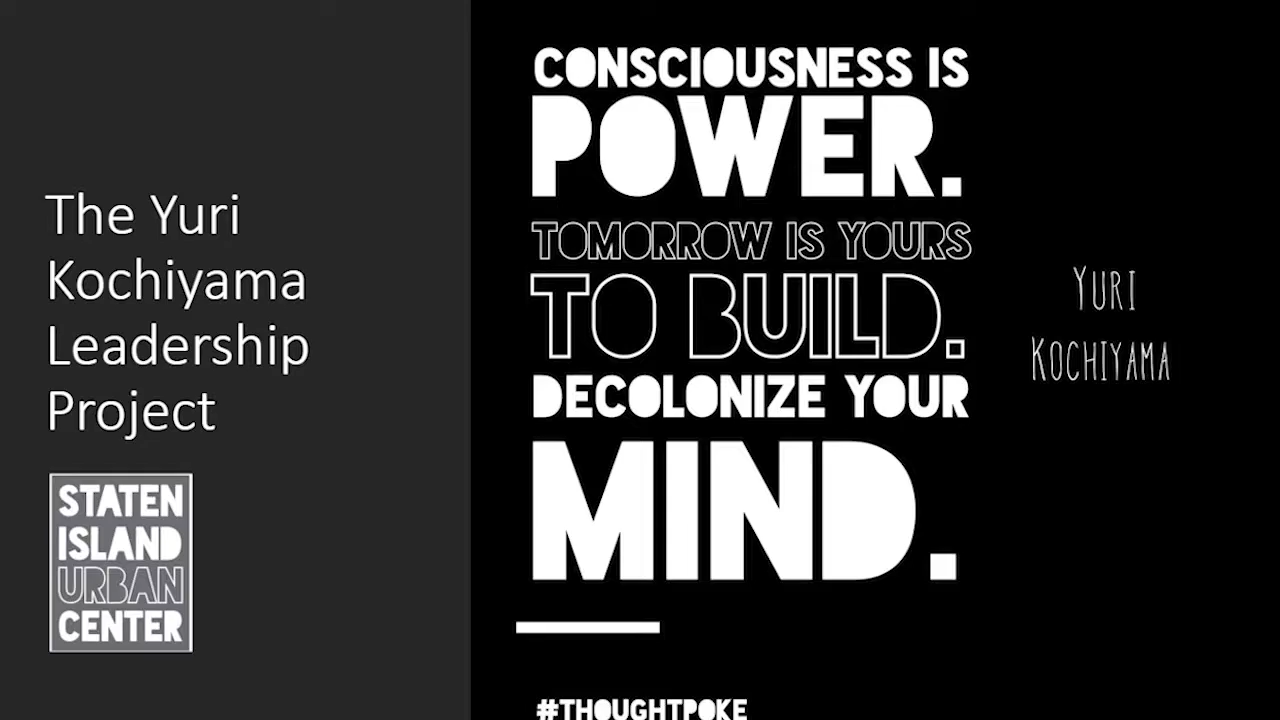 The Yuri
Kochiyama
Leadership
Project
STATEN
ISLAND
URBAN
CENTER
CONSCIOUSNESS IS
POWER.
TOMORROW IS YOURS
TO BUILD.
DECOLONIZE YOUR
MIND.
#THOUGHTPOKE
YURI
KOCHIYAMA